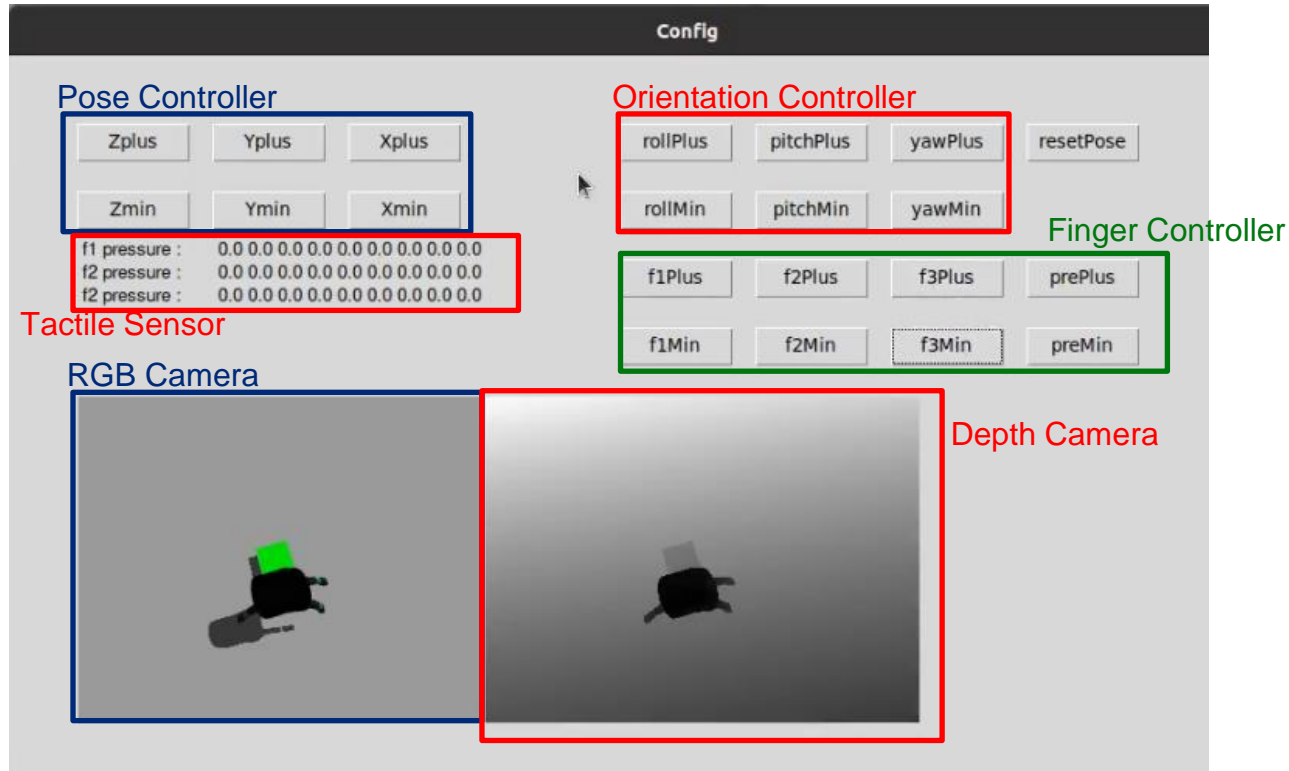 Config
Pose Controller
Zplus Yplus Xplus
Zmin Ymin Xmin
f1 pressure : 0.0 0.0 0.0 0.0 0.0 0.0 0.0 0.0 0.0
f2 pressure : 0.0 0.0 0.0 0.0 0.0 0.0 0.0 0.0 0.0
f2 pressure : 0.0 0.0 0.0 0.0 0.0 0.0 0.0 0.0 0.0
Tactile Sensor
Orientation Controller
rollPlus pitchPlus yawPlus resetPose
rollMin pitchMin yawMin
Finger Controller
f1Plus f2Plus f3Plus prePlus
f1Min f2Min f3Min preMin
RGB Camera
Depth Camera